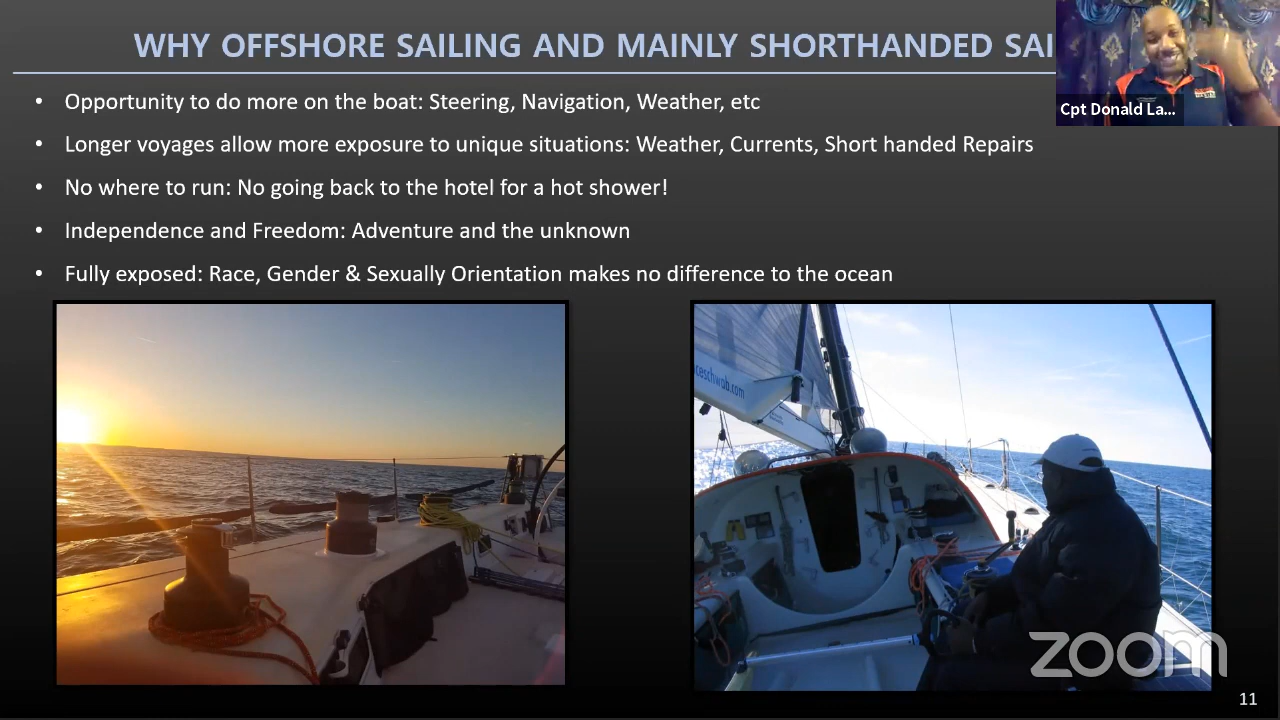 WHY OFFSHORE SAILING AND MAINLY SHORTHANDED SAI
Cpt Donald La...
• Opportunity to do more on the boat: Steering, Navigation, Weather, etc
• Longer voyages allow more exposure to unique situations: Weather, Currents, Short handed Repairs
• No where to run: No going back to the hotel for a hot shower!
• Independence and Freedom: Adventure and the unknown
• Fully exposed: Race, Gender & Sexually Orientation makes no difference to the ocean
ceschwob.com
zoom
11